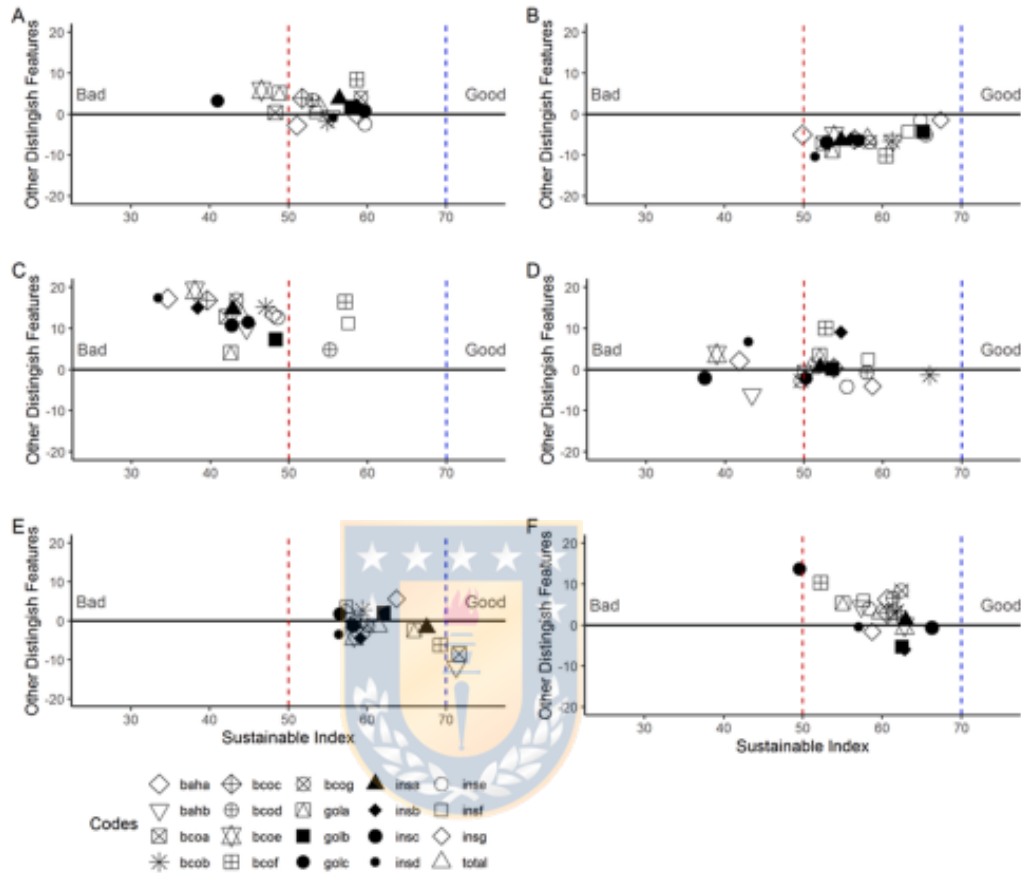 A
B
Other Distingish Features
20
10
0
-10
-20
Bad
Good
30
40
50
60
70
Other Distingish Features
20
10
0
-10
-20
Bad
Good
30
40
50
60
70
C
D
Other Distingish Features
20
10
0
-10
-20
Bad
Good
30
40
50
60
70
Other Distingish Features
20
10
0
-10
-20
Bad
Good
30
40
50
60
70
E
F
Other Distingish Features
20
10
0
-10
-20
Bad
Good
30
40
50
60
70
Sustainable Index
Other Distingish Features
20
10
0
-10
-20
Bad
Good
30
40
50
60
70
Sustainable Index
Codes
baha bcoc bcog insa inse
bahb bcod gola insb insf
bcoa bcoe golb insc insg
bcob bcof golc insd total